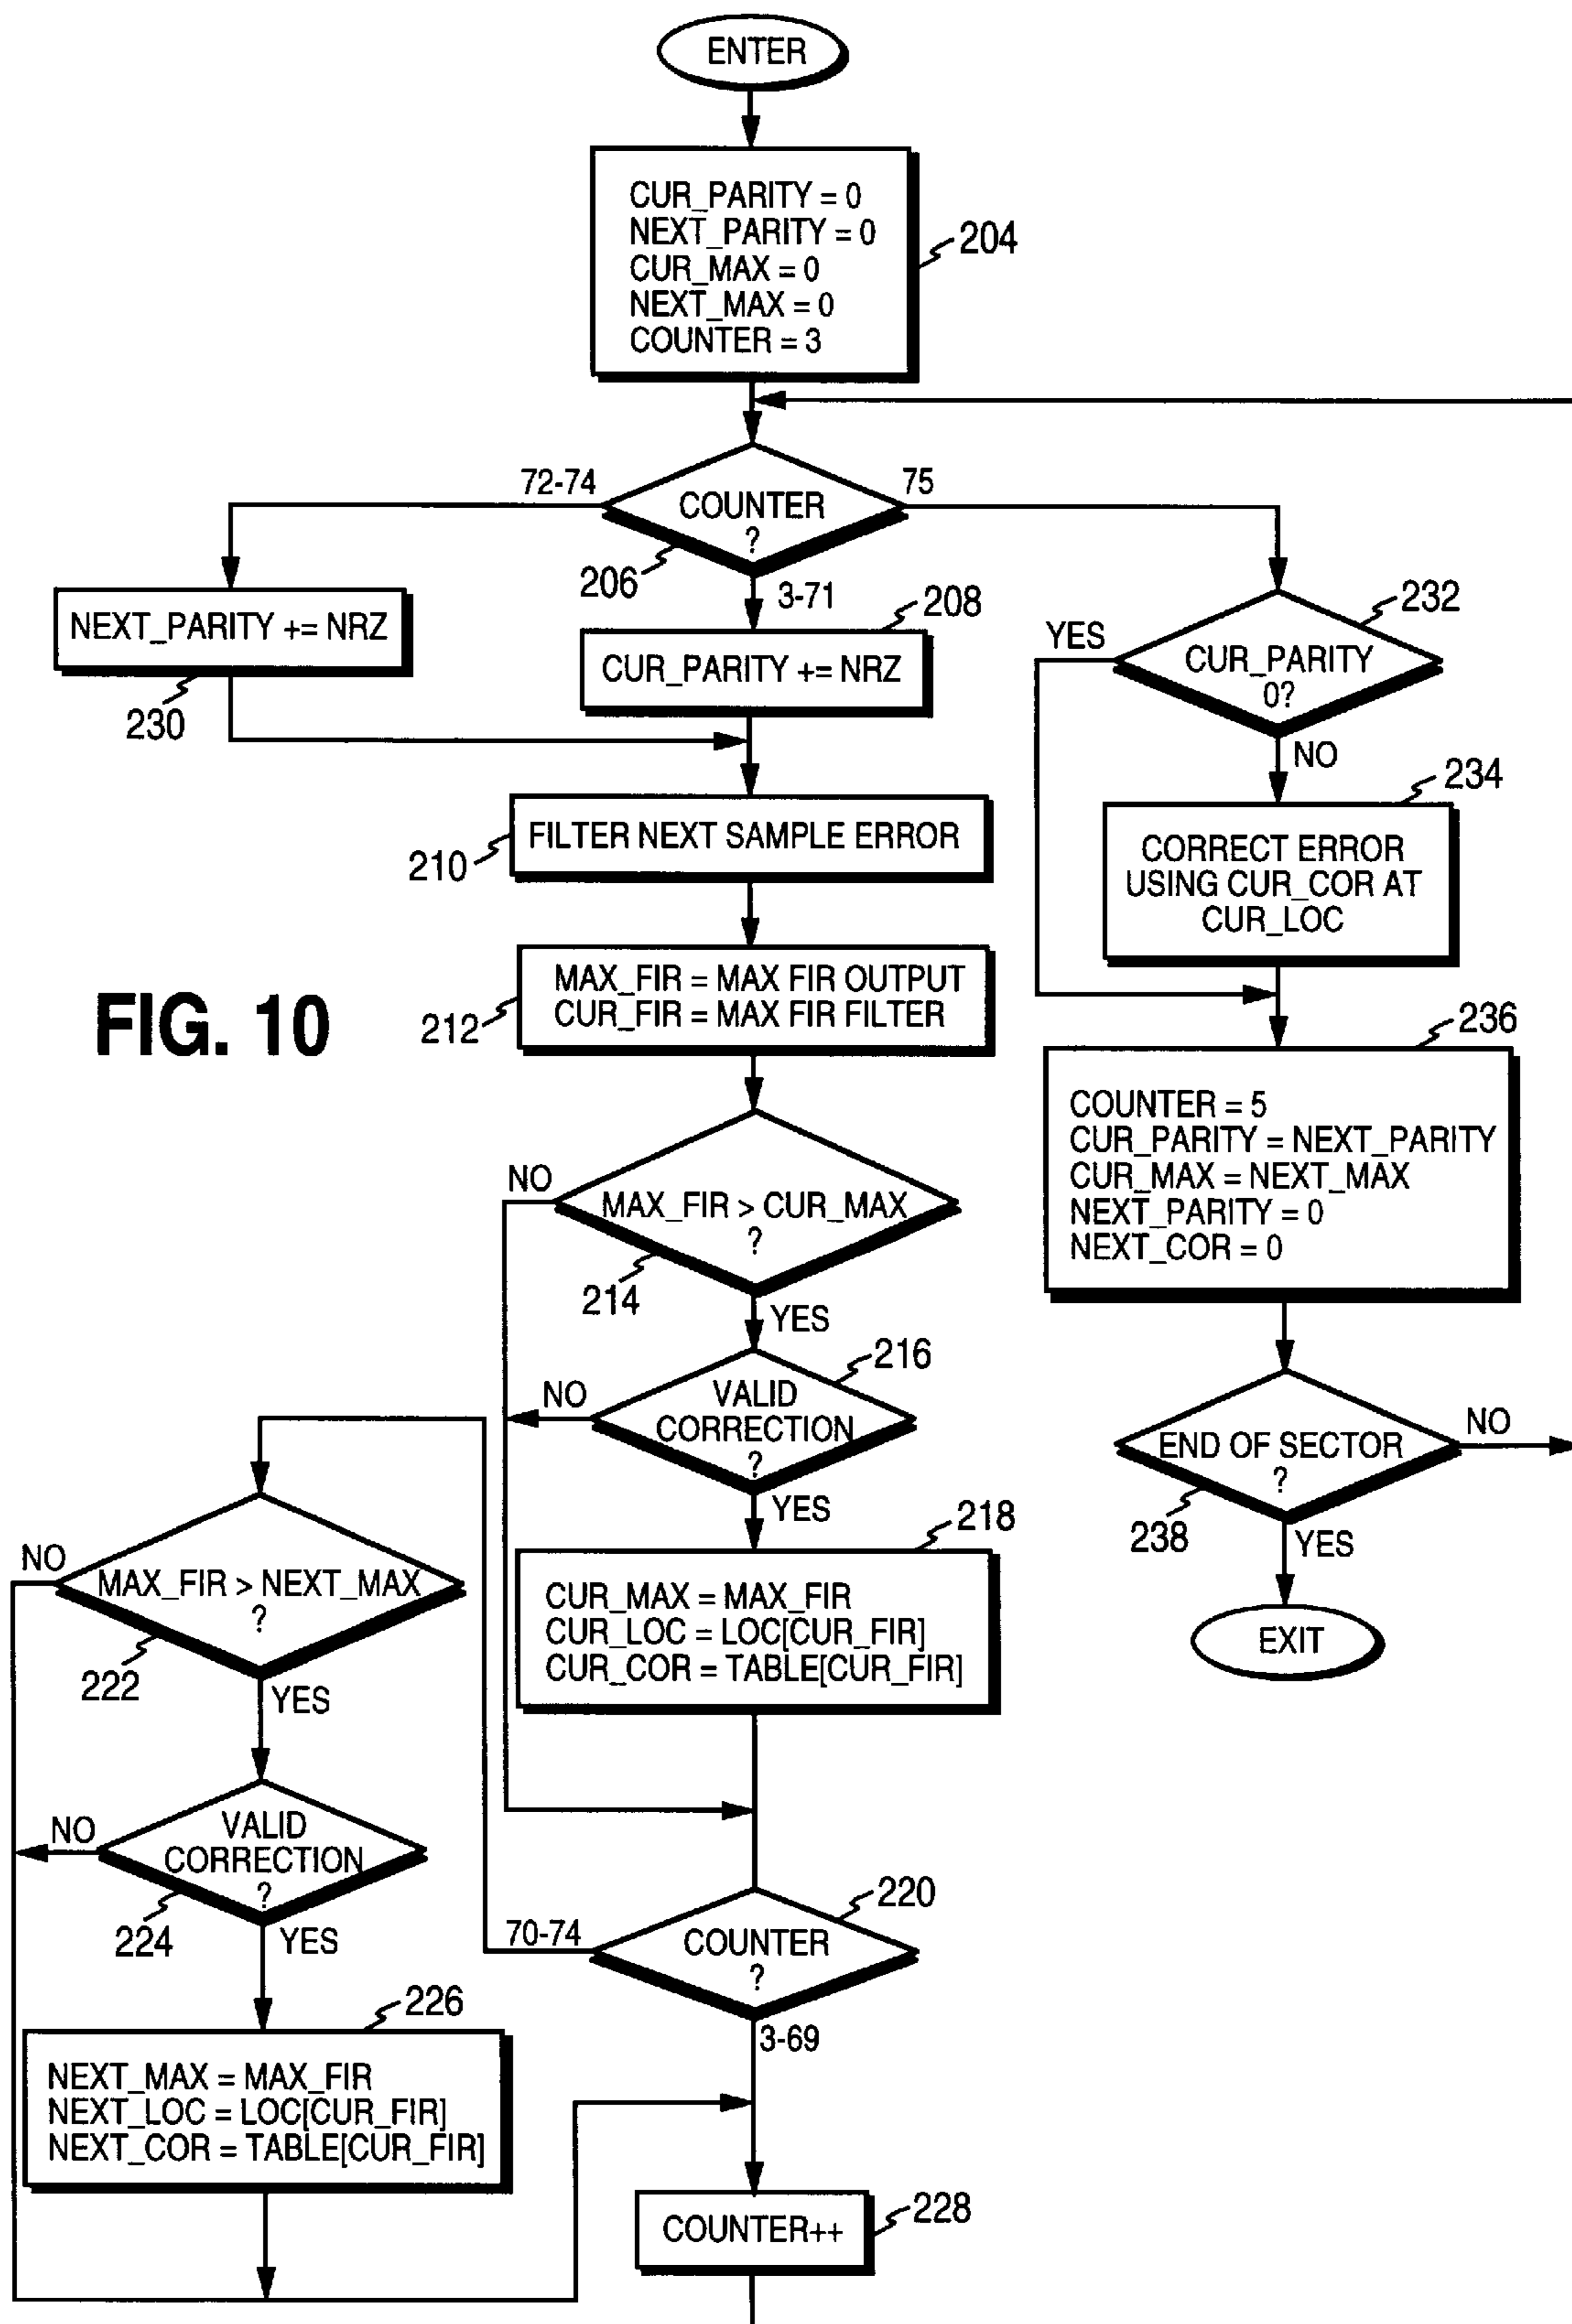 ENTER
CUR_PARITY = 0
NEXT_PARITY = 0
CUR_MAX = 0
NEXT_MAX = 0
COUNTER = 3
204
72-74
COUNTER
?
75
206
3-71
NEXT_PARITY += NRZ
230
208
CUR_PARITY += NRZ
232
YES
CUR_PARITY
0?
NO
234
CORRECT ERROR
USING CUR_COR AT
CUR_LOC
FILTER NEXT SAMPLE ERROR
210
MAX_FIR = MAX FIR OUTPUT
CUR_FIR = MAX FIR FILTER
212
FIG. 10
236
COUNTER = 5
CUR_PARITY = NEXT_PARITY
CUR_MAX = NEXT_MAX
NEXT_PARITY = 0
NEXT_COR = 0
NO
MAX_FIR > CUR_MAX
?
214
YES
216
NO
VALID
CORRECTION
?
YES
END OF SECTOR
?
NO
238
YES
EXIT
218
CUR_MAX = MAX_FIR
CUR_LOC = LOC[CUR_FIR]
CUR_COR = TABLE[CUR_FIR]
NO
MAX_FIR > NEXT_MAX
?
222
YES
NO
VALID
CORRECTION
?
224
YES
220
70-74
COUNTER
?
3-69
226
NEXT_MAX = MAX_FIR
NEXT_LOC = LOC[CUR_FIR]
NEXT_COR = TABLE[CUR_FIR]
COUNTER++
228